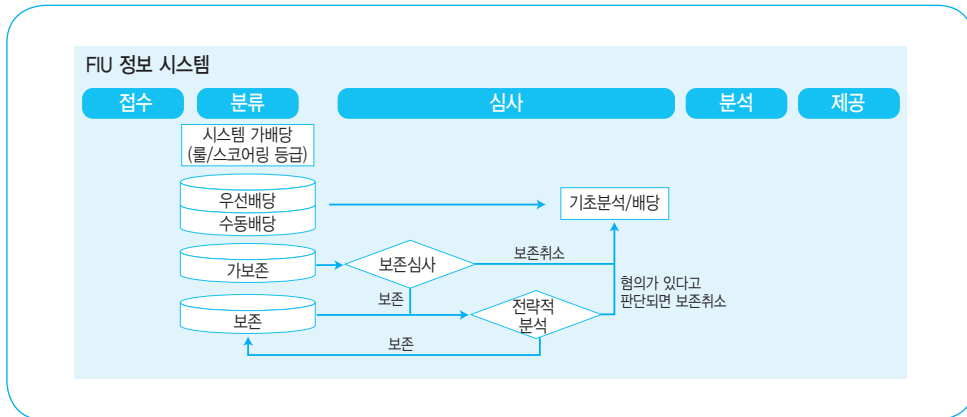 FIU 정보 시스템
접수
분류
심사
분석
제공
시스템 가배당
(룰/스코어링 등급)
우선배당
수동배당
기초분석/배당
가보존
보존심사
보존취소
보존
혐의가 있다고
판단되면 보존취소
보존
전략적
분석
보존